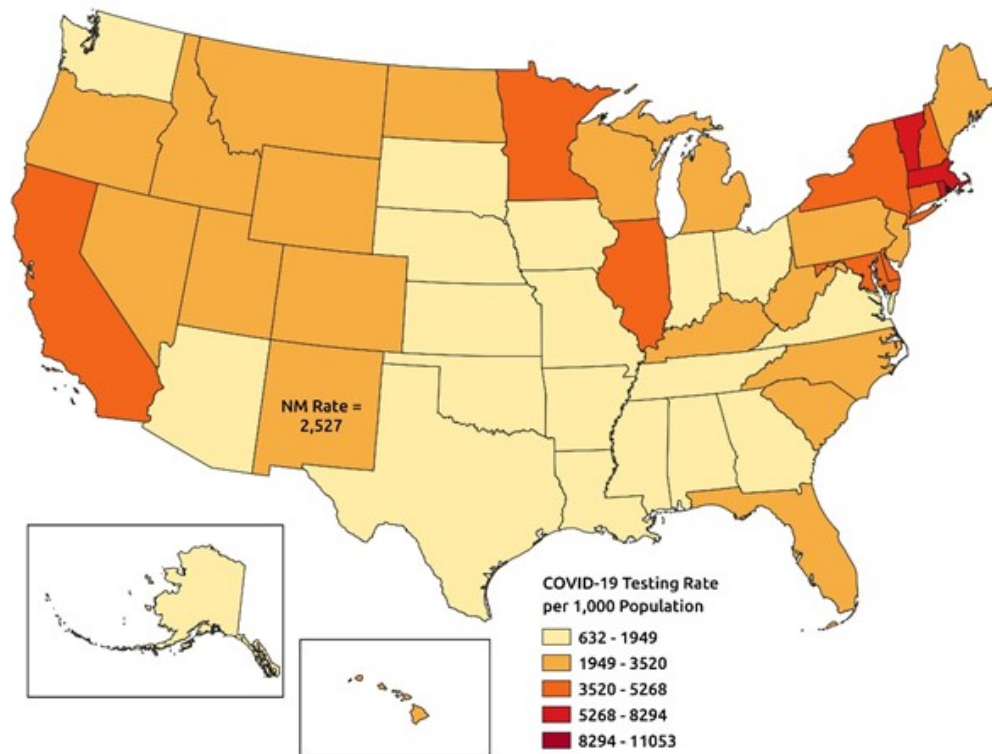 NM Rate =
2,527
COVID-19 Testing Rate
per 1,000 Population
632 - 1949
1949 - 3520
3520 - 5268
5268 - 8294
8294 - 11053